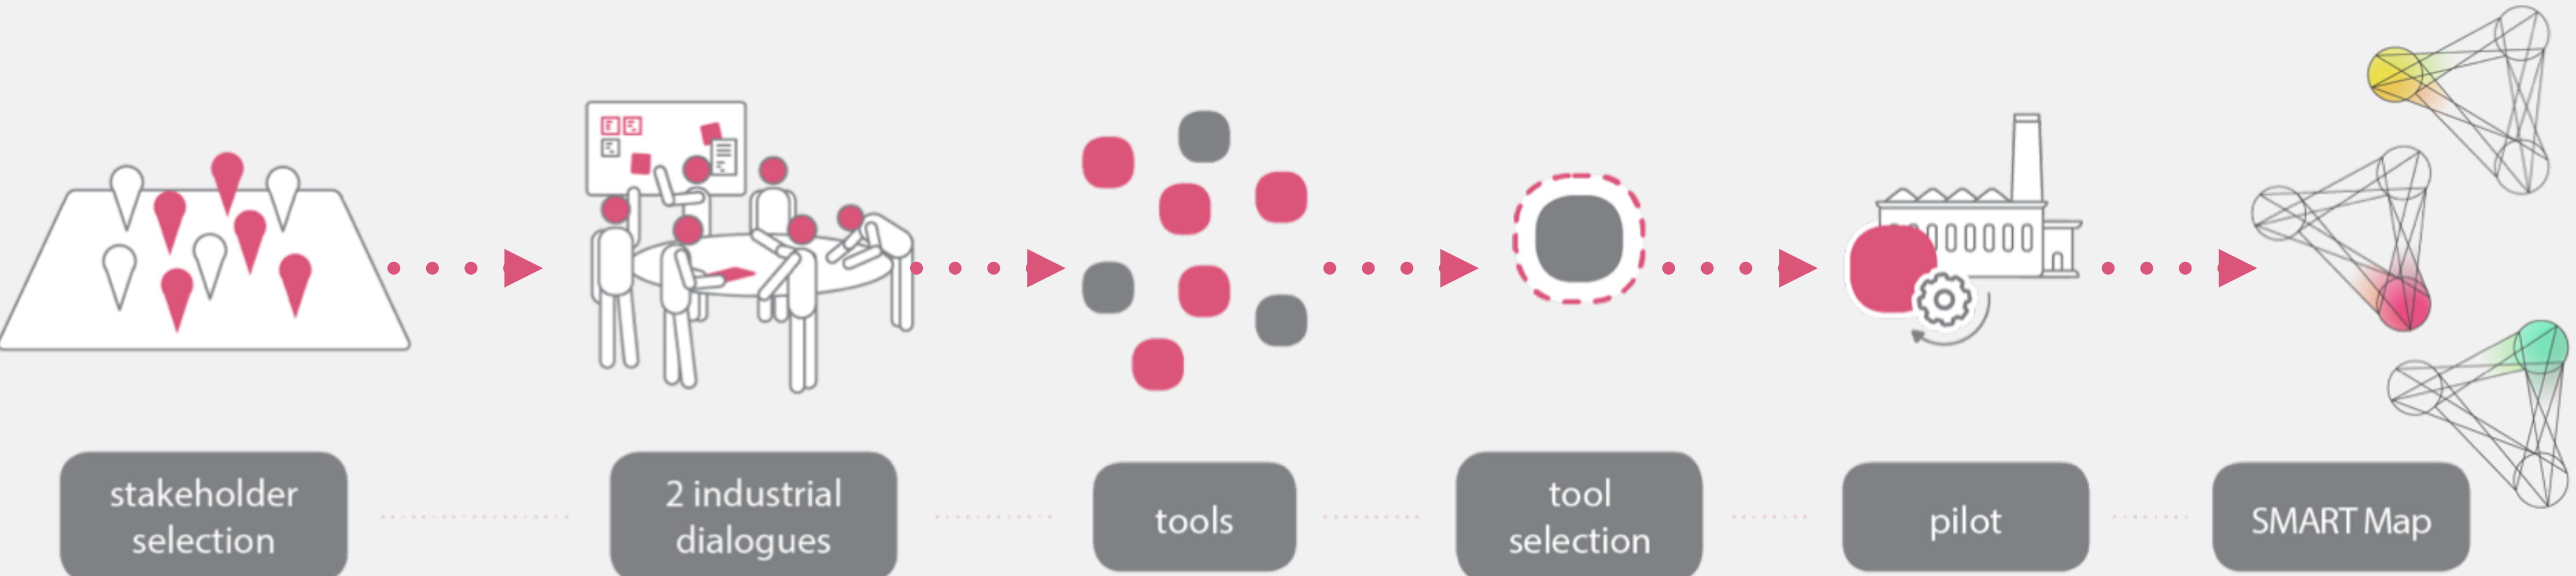 stakeholder
selection
2 industrial
dialogues
tools
tool
selection
pilot
SMART Map